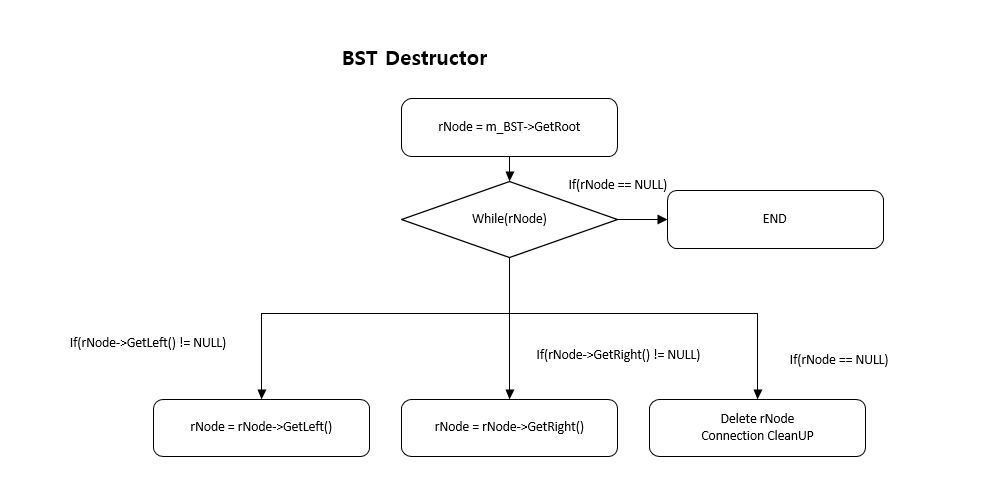 BST Destructor
rNode = m_BST->GetRoot
If(rNode == NULL)
While(rNode)
END
If(rNode->GetLeft() != NULL)
If(rNode->GetRight() != NULL)
If(rNode == NULL)
rNode = rNode->GetLeft()
rNode = rNode->GetRight()
Delete rNode
Connection CleanUP